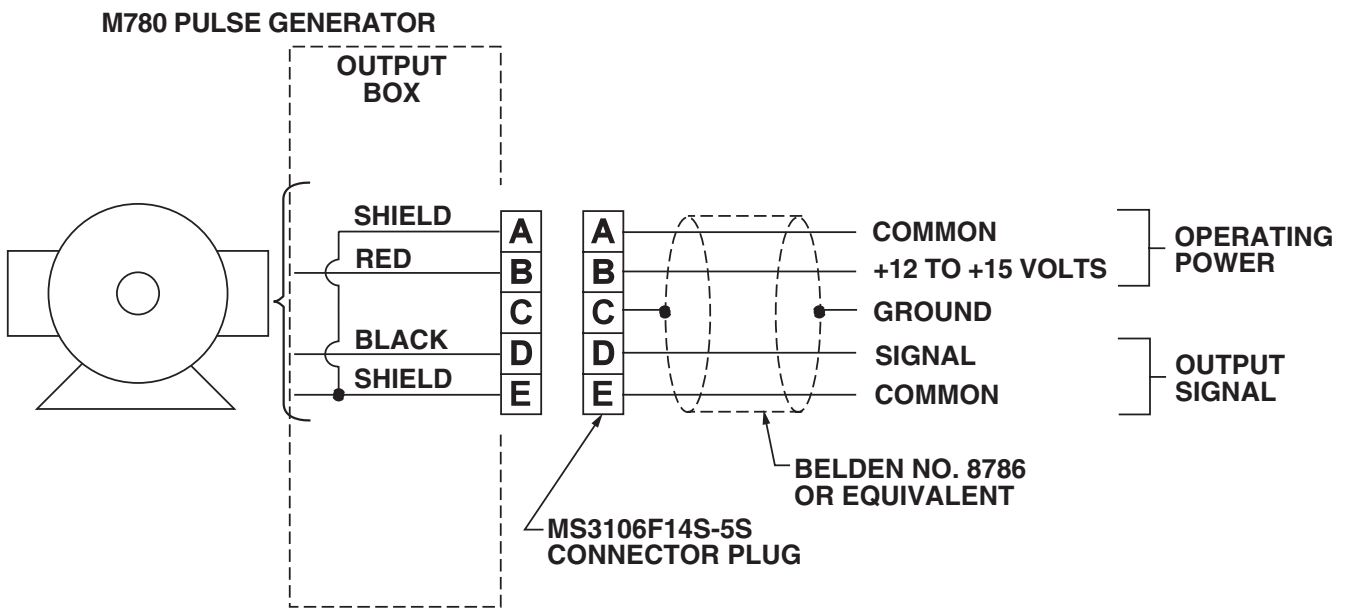 M780 PULSE GENERATOR
OUTPUT
BOX
SHIELD
RED
BLACK
SHIELD
A
B
C
D
E
A
B
C
D
E
COMMON
+12 TO +15 VOLTS
GROUND
SIGNAL
COMMON
OPERATING
POWER
OUTPUT
SIGNAL
BELDEN NO. 8786
OR EQUIVALENT
MS3106F14S-5S
CONNECTOR PLUG